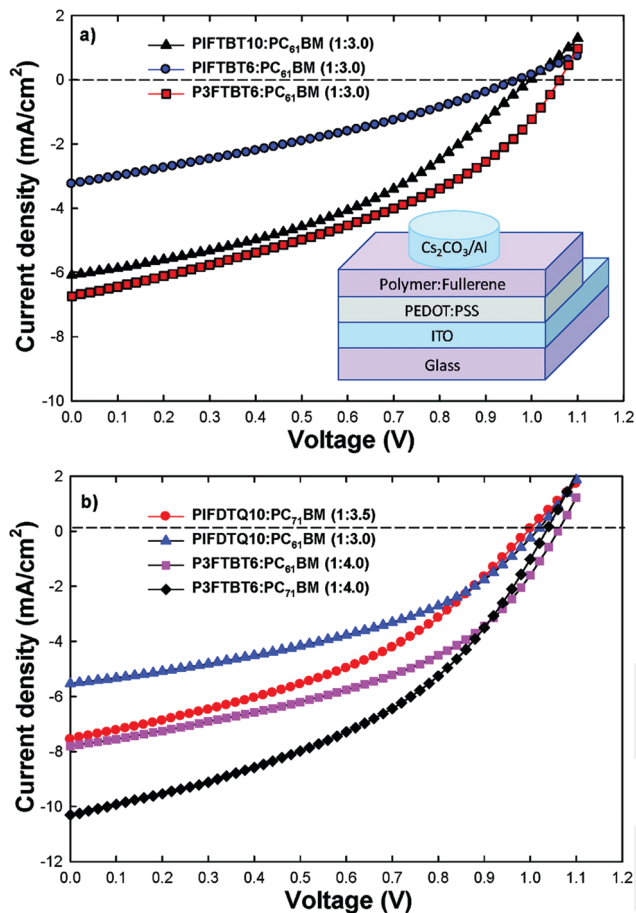 a)
PIFTBT10:PC61BM (1:3.0)
PIFTBT6:PC61BM (1:3.0)
P3FTBT6:PC61BM (1:3.0)
Current density (mA/cm²)
2
0
-2
-4
-6
-8
-10
Cs₂CO₃/Al
Polymer:Fullerene
PEDOT:PSS
ITO
Glass
0.0 0.1 0.2 0.3 0.4 0.5 0.6 0.7 0.8 0.9 1.0 1.1 1.2
Voltage (V)
b)
PIFDTQ10:PC71BM (1:3.5)
PIFDTQ10:PC61BM (1:3.0)
P3FTBT6:PC61BM (1:4.0)
P3FTBT6:PC71BM (1:4.0)
Current density (mA/cm²)
2
0
-2
-4
-6
-8
-10
-12
0.0 0.1 0.2 0.3 0.4 0.5 0.6 0.7 0.8 0.9 1.0 1.1 1.2
Voltage (V)